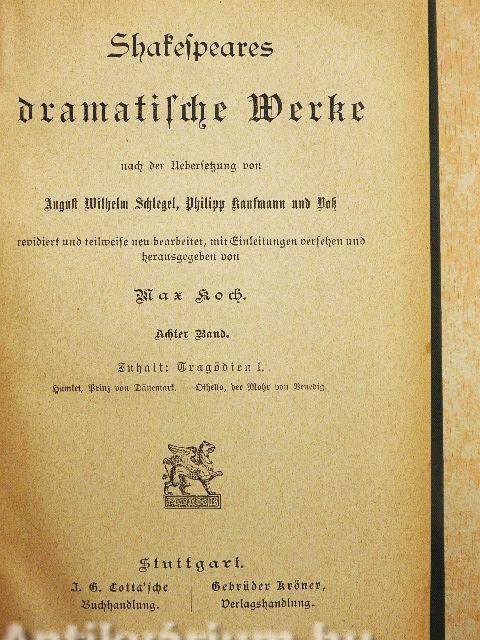 Shakespeares
dramatische Werke
nach der Uebersetzung von
August Wilhelm Schlegel, Philipp Kaufmann und Voß
revidiert und teilweise neu bearbeitet, mit Einleitungen versehen und
herausgegeben von
Max Koch.
Achter Band.
Inhalt: Tragödien I.
Hamlet, Prinz von Dänemark. — Othello, der Mohr von Venedig.
Stuttgart.
J. G. Cotta'sche
Buchhandlung.
Gebrüder Kröner,
Verlagshandlung.
Antikvarium.hu